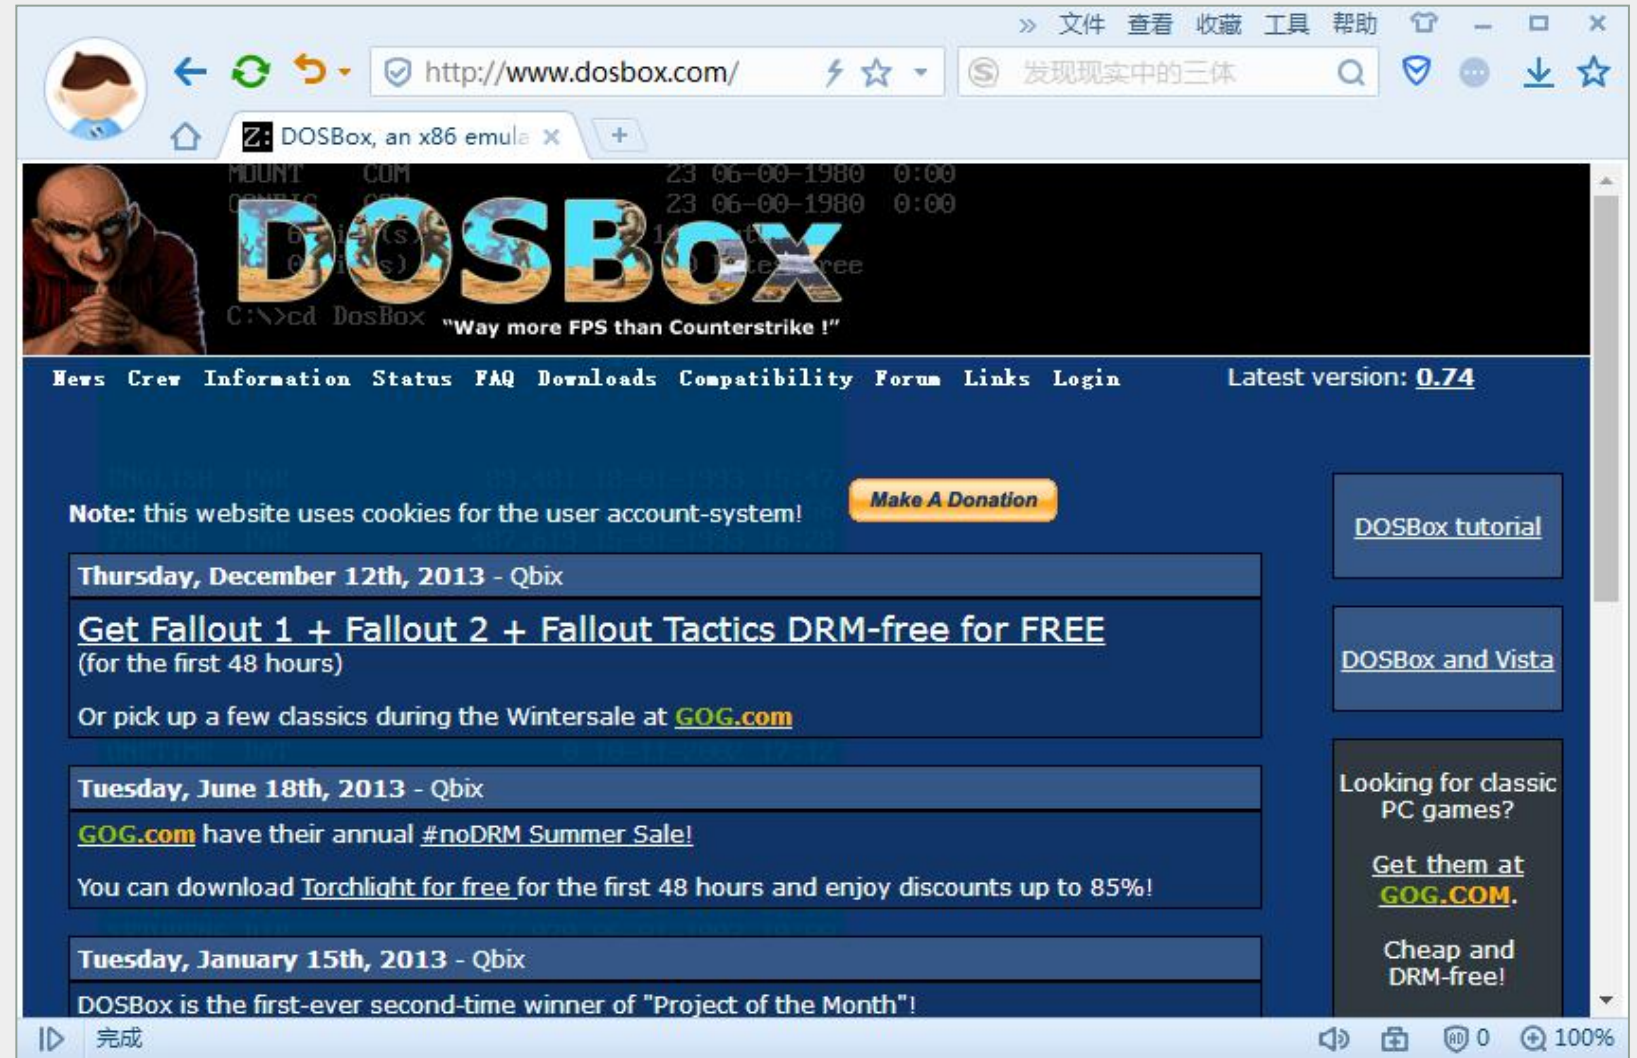 » 文件 查看 收藏 工具 帮助
http://www.dosbox.com/
发现现实中的三体
Z: DOSBox, an x86 emula
MOUNT COM 23 06-00-1980 0:00
COM 23 06-00-1980 0:00
DOSBox
C:\>cd DosBox
"Way more FPS than Counterstrike !"
News Crew Information Status FAQ Downloads Compatibility Forum Links Login
Latest version: 0.74
Note: this website uses cookies for the user account-system!
Make A Donation
DOSBox tutorial
Thursday, December 12th, 2013 - Qbix
Get Fallout 1 + Fallout 2 + Fallout Tactics DRM-free for FREE
(for the first 48 hours)
Or pick up a few classics during the Wintersale at GOG.com
DOSBox and Vista
Tuesday, June 18th, 2013 - Qbix
GOG.com have their annual #noDRM Summer Sale!
You can download Torchlight for free for the first 48 hours and enjoy discounts up to 85%!
Looking for classic
PC games?
Get them at
GOG.COM.
Cheap and
DRM-free!
Tuesday, January 15th, 2013 - Qbix
DOSBox is the first-ever second-time winner of "Project of the Month"!
完成
AD 0
100%